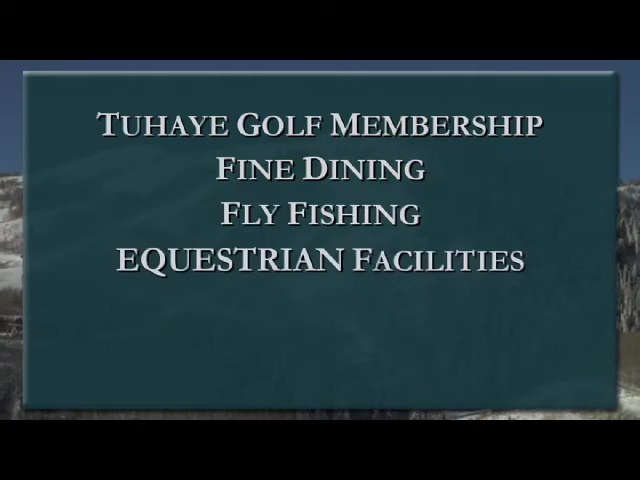 Tuhaye Golf Membership
Fine Dining
Fly Fishing
EQUESTRIAN Facilities